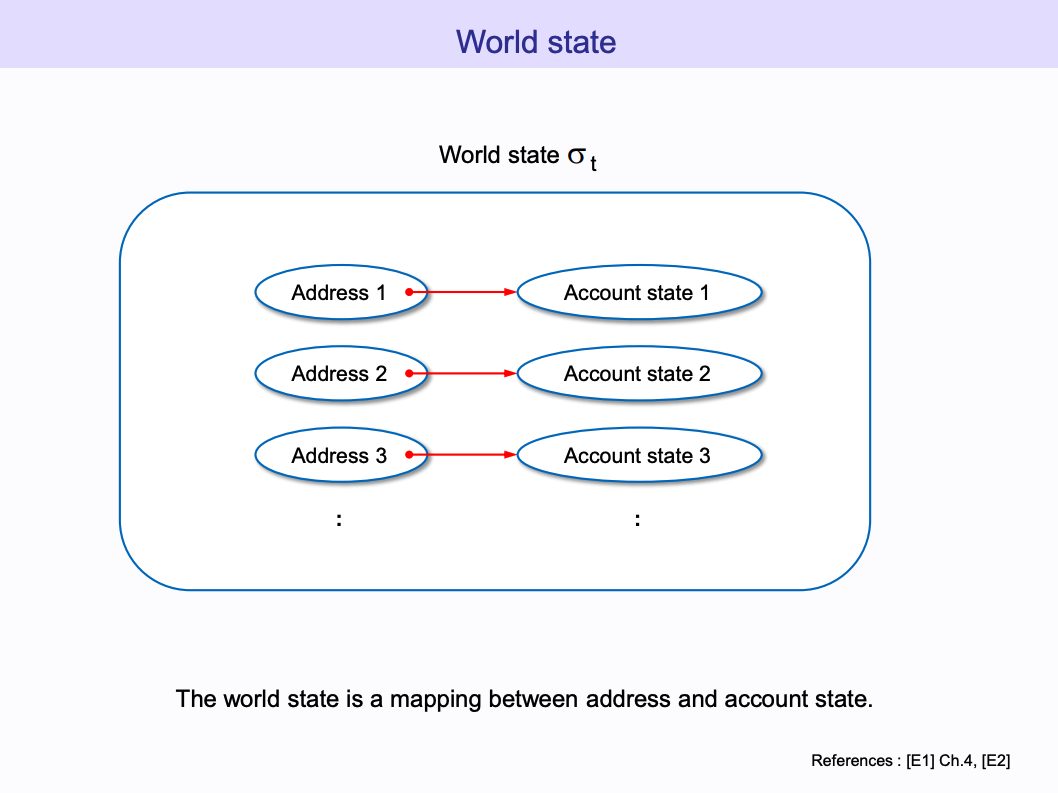 World state
World state σ t
Address 1 Account state 1
Address 2 Account state 2
Address 3 Account state 3
: :
The world state is a mapping between address and account state.
References : [E1] Ch.4, [E2]